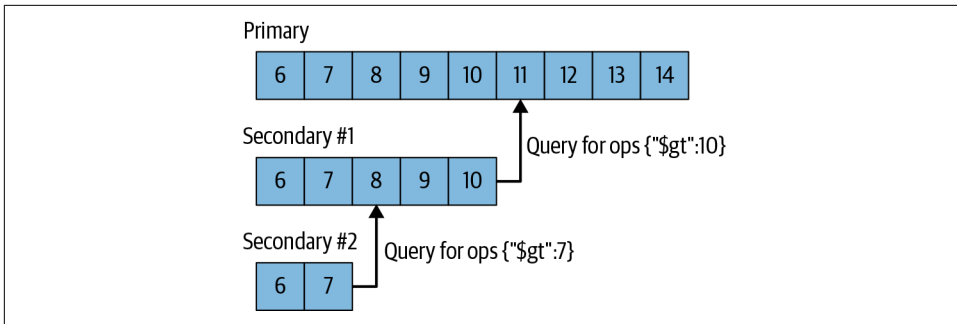 Primary
6 7 8 9 10 11 12 13 14
Secondary #1
Query for ops {"$gt":10}
6 7 8 9 10
Secondary #2
Query for ops {"$gt":7}
6 7